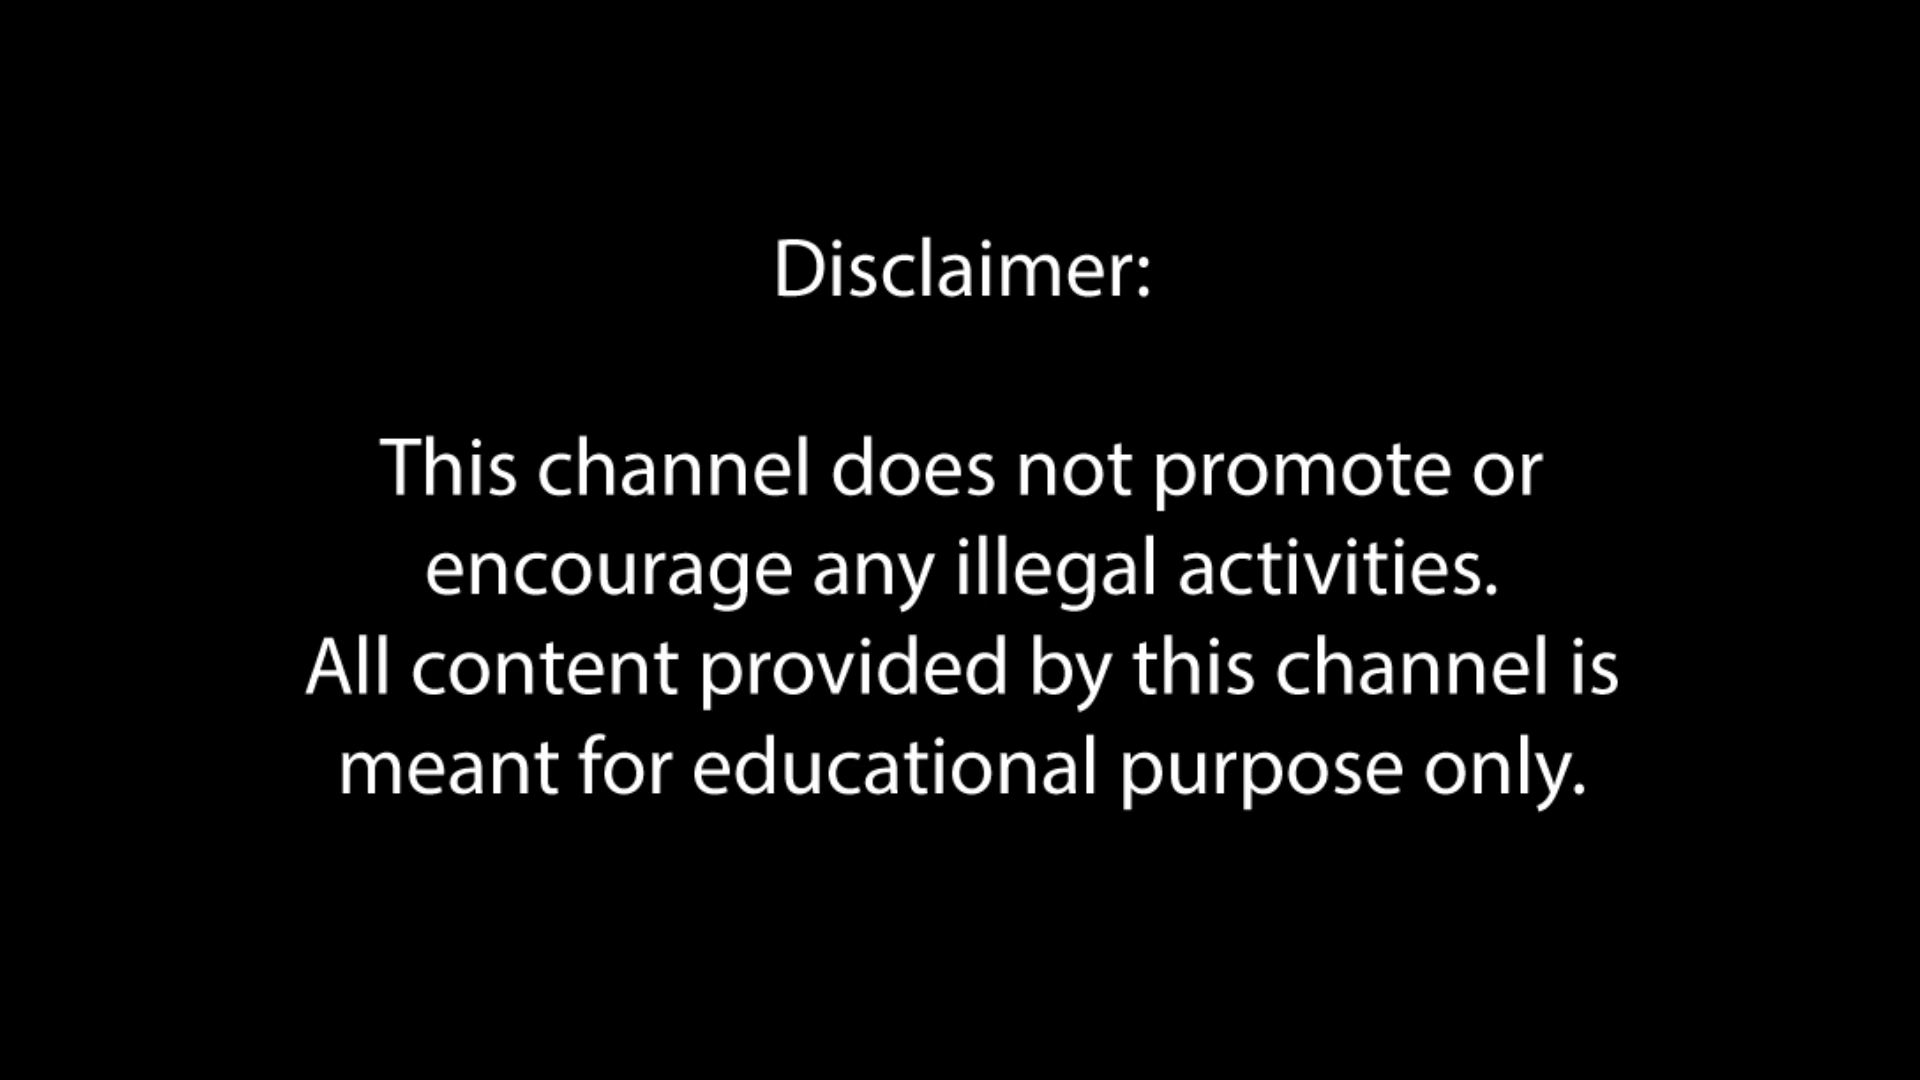 Disclaimer:
This channel does not promote or
encourage any illegal activities.
All content provided by this channel is
meant for educational purpose only.